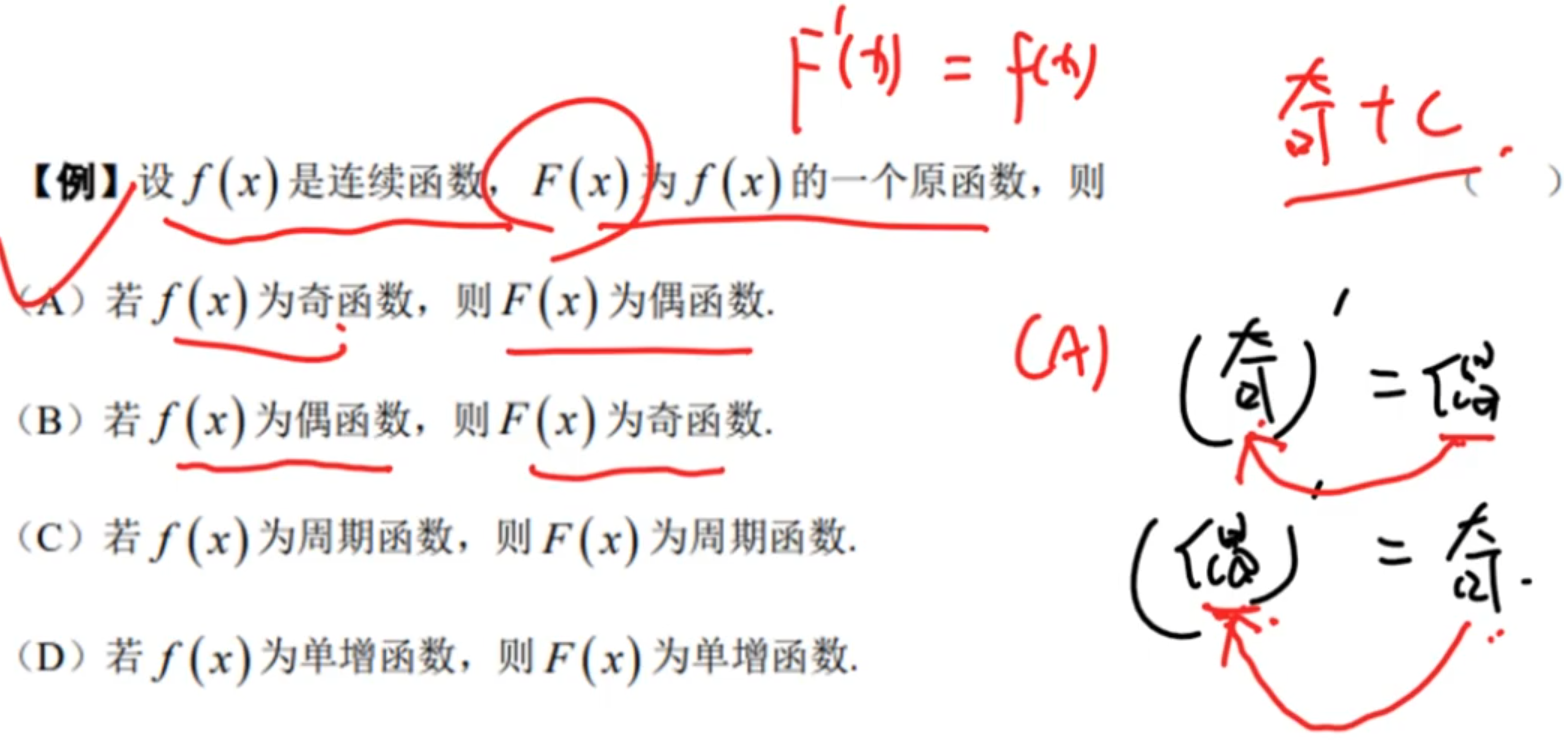 F'(x) = f(x)
奇 + C.
【例】设 f(x) 是连续函数，F(x) 为 f(x) 的一个原函数，则 （ ）
（A）若 f(x) 为奇函数，则 F(x) 为偶函数.
（B）若 f(x) 为偶函数，则 F(x) 为奇函数.
（C）若 f(x) 为周期函数，则 F(x) 为周期函数.
（D）若 f(x) 为单增函数，则 F(x) 为单增函数.
(A) (奇)' = 偶
(偶)' = 奇.